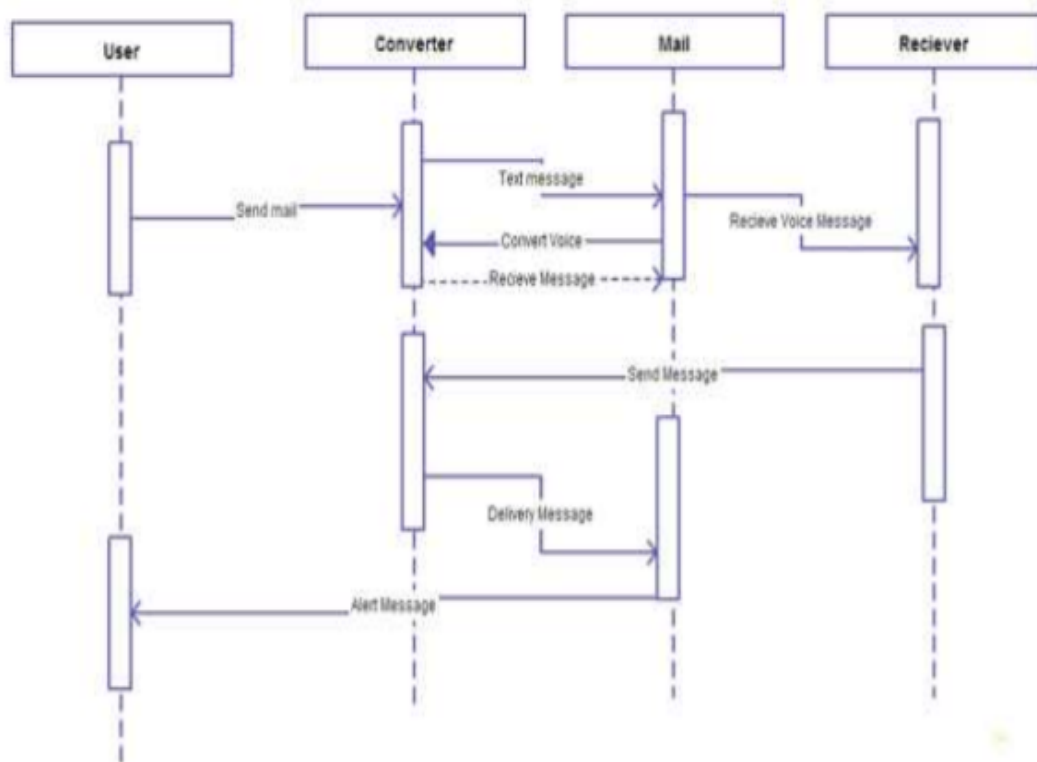 User
Converter
Mail
Reciever
Text message
Send mail
Recieve Voice Message
Convert Voice
Recieve Message
Send Message
Delivery Message
Alert Message